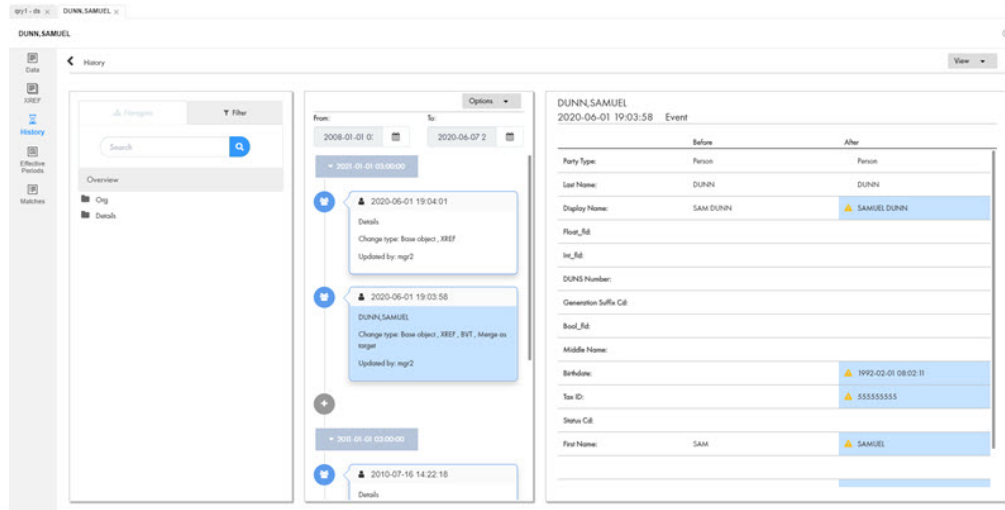 qry1 - ds ×
DUNN,SAMUEL ×
DUNN,SAMUEL
Data
XREF
History
Effective
Periods
Matches
History
View
Filter
Search
Overview
Org
Details
Options
From:
To:
2008-01-01 0:
2020-06-07 2
2021-01-01 03:00:00
2020-06-01 19:04:01
Details
Change type: Base object , XREF
Updated by: mgr2
2020-06-01 19:03:58
DUNN,SAMUEL
Change type: Base object , XREF , BVT , Merge as
target
Updated by: mgr2
2011-01-01 03:00:00
2010-07-16 14:22:18
Details
DUNN,SAMUEL
2020-06-01 19:03:58 Event
Before After
Party Type: Person Person
Last Name: DUNN DUNN
Display Name: SAM DUNN SAMUEL DUNN
Float_fld:
Int_fld:
DUNS Number:
Generation Suffix Cd:
Bool_fld:
Middle Name:
Birthdate: 1992-02-01 08:02:11
Tax ID: 555555555
Status Cd:
First Name: SAM SAMUEL